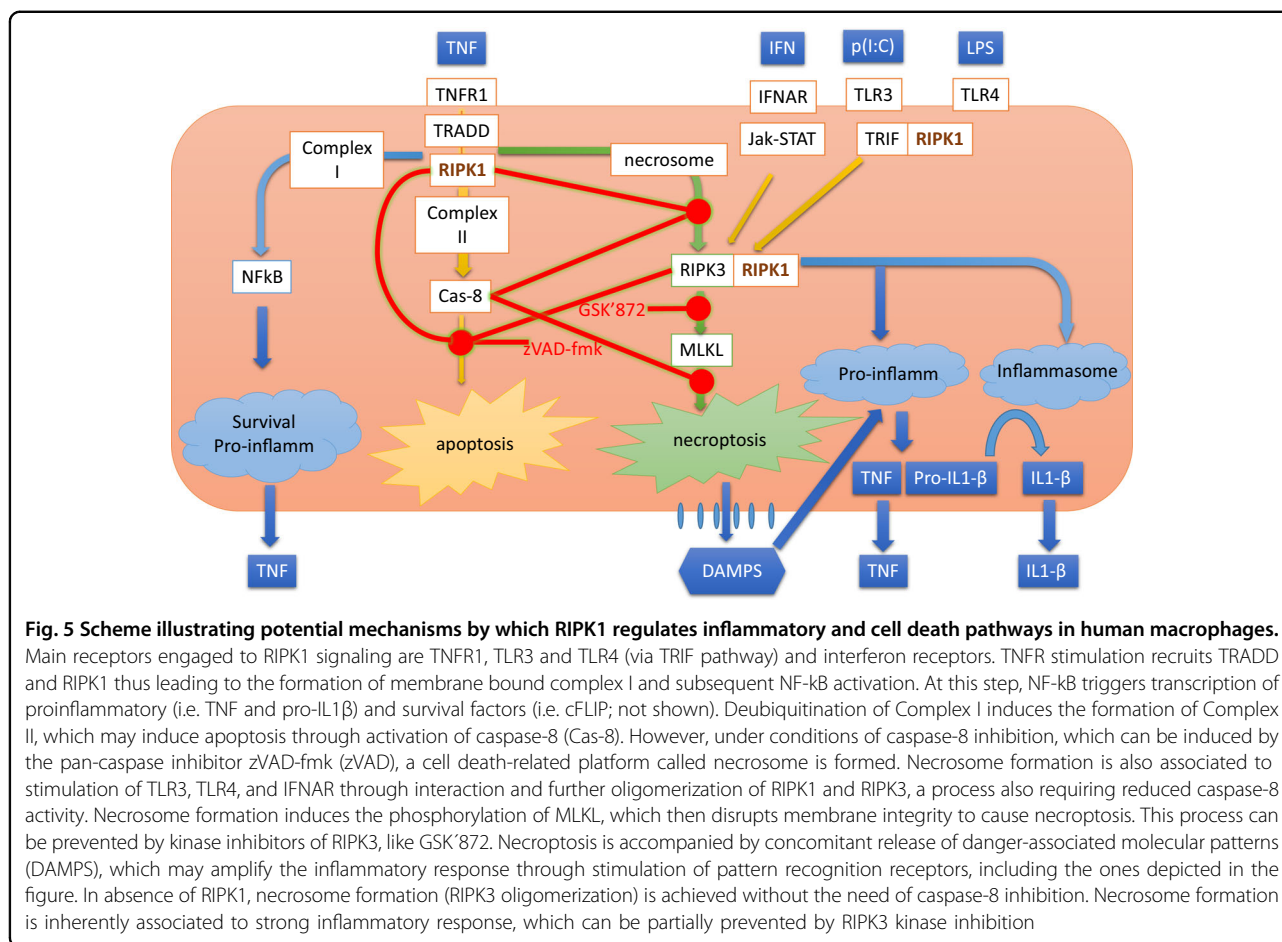 TNF
IFN
p(I:C)
LPS
TNFR1
IFNAR
TLR3
TLR4
TRADD
Jak-STAT
TRIF
RIPK1
Complex
I
necrosome
RIPK1
Complex
II
NFkB
RIPK3
RIPK1
Cas-8
GSK´872
zVAD-fmk
MLKL
Pro-inflamm
Inflammasome
Survival
Pro-inflamm
apoptosis
necroptosis
TNF
Pro-IL1-β
IL1-β
TNF
DAMPS
TNF
IL1-β
Fig. 5 Scheme illustrating potential mechanisms by which RIPK1 regulates inflammatory and cell death pathways in human macrophages.
Main receptors engaged to RIPK1 signaling are TNFR1, TLR3 and TLR4 (via TRIF pathway) and interferon receptors. TNFR stimulation recruits TRADD
and RIPK1 thus leading to the formation of membrane bound complex I and subsequent NF-kB activation. At this step, NF-kB triggers transcription of
proinflammatory (i.e. TNF and pro-IL1β) and survival factors (i.e. cFLIP; not shown). Deubiquitination of Complex I induces the formation of Complex
II, which may induce apoptosis through activation of caspase-8 (Cas-8). However, under conditions of caspase-8 inhibition, which can be induced by
the pan-caspase inhibitor zVAD-fmk (zVAD), a cell death-related platform called necrosome is formed. Necrosome formation is also associated to
stimulation of TLR3, TLR4, and IFNAR through interaction and further oligomerization of RIPK1 and RIPK3, a process also requiring reduced caspase-8
activity. Necrosome formation induces the phosphorylation of MLKL, which then disrupts membrane integrity to cause necroptosis. This process can
be prevented by kinase inhibitors of RIPK3, like GSK´872. Necroptosis is accompanied by concomitant release of danger-associated molecular patterns
(DAMPS), which may amplify the inflammatory response through stimulation of pattern recognition receptors, including the ones depicted in the
figure. In absence of RIPK1, necrosome formation (RIPK3 oligomerization) is achieved without the need of caspase-8 inhibition. Necrosome formation
is inherently associated to strong inflammatory response, which can be partially prevented by RIPK3 kinase inhibition